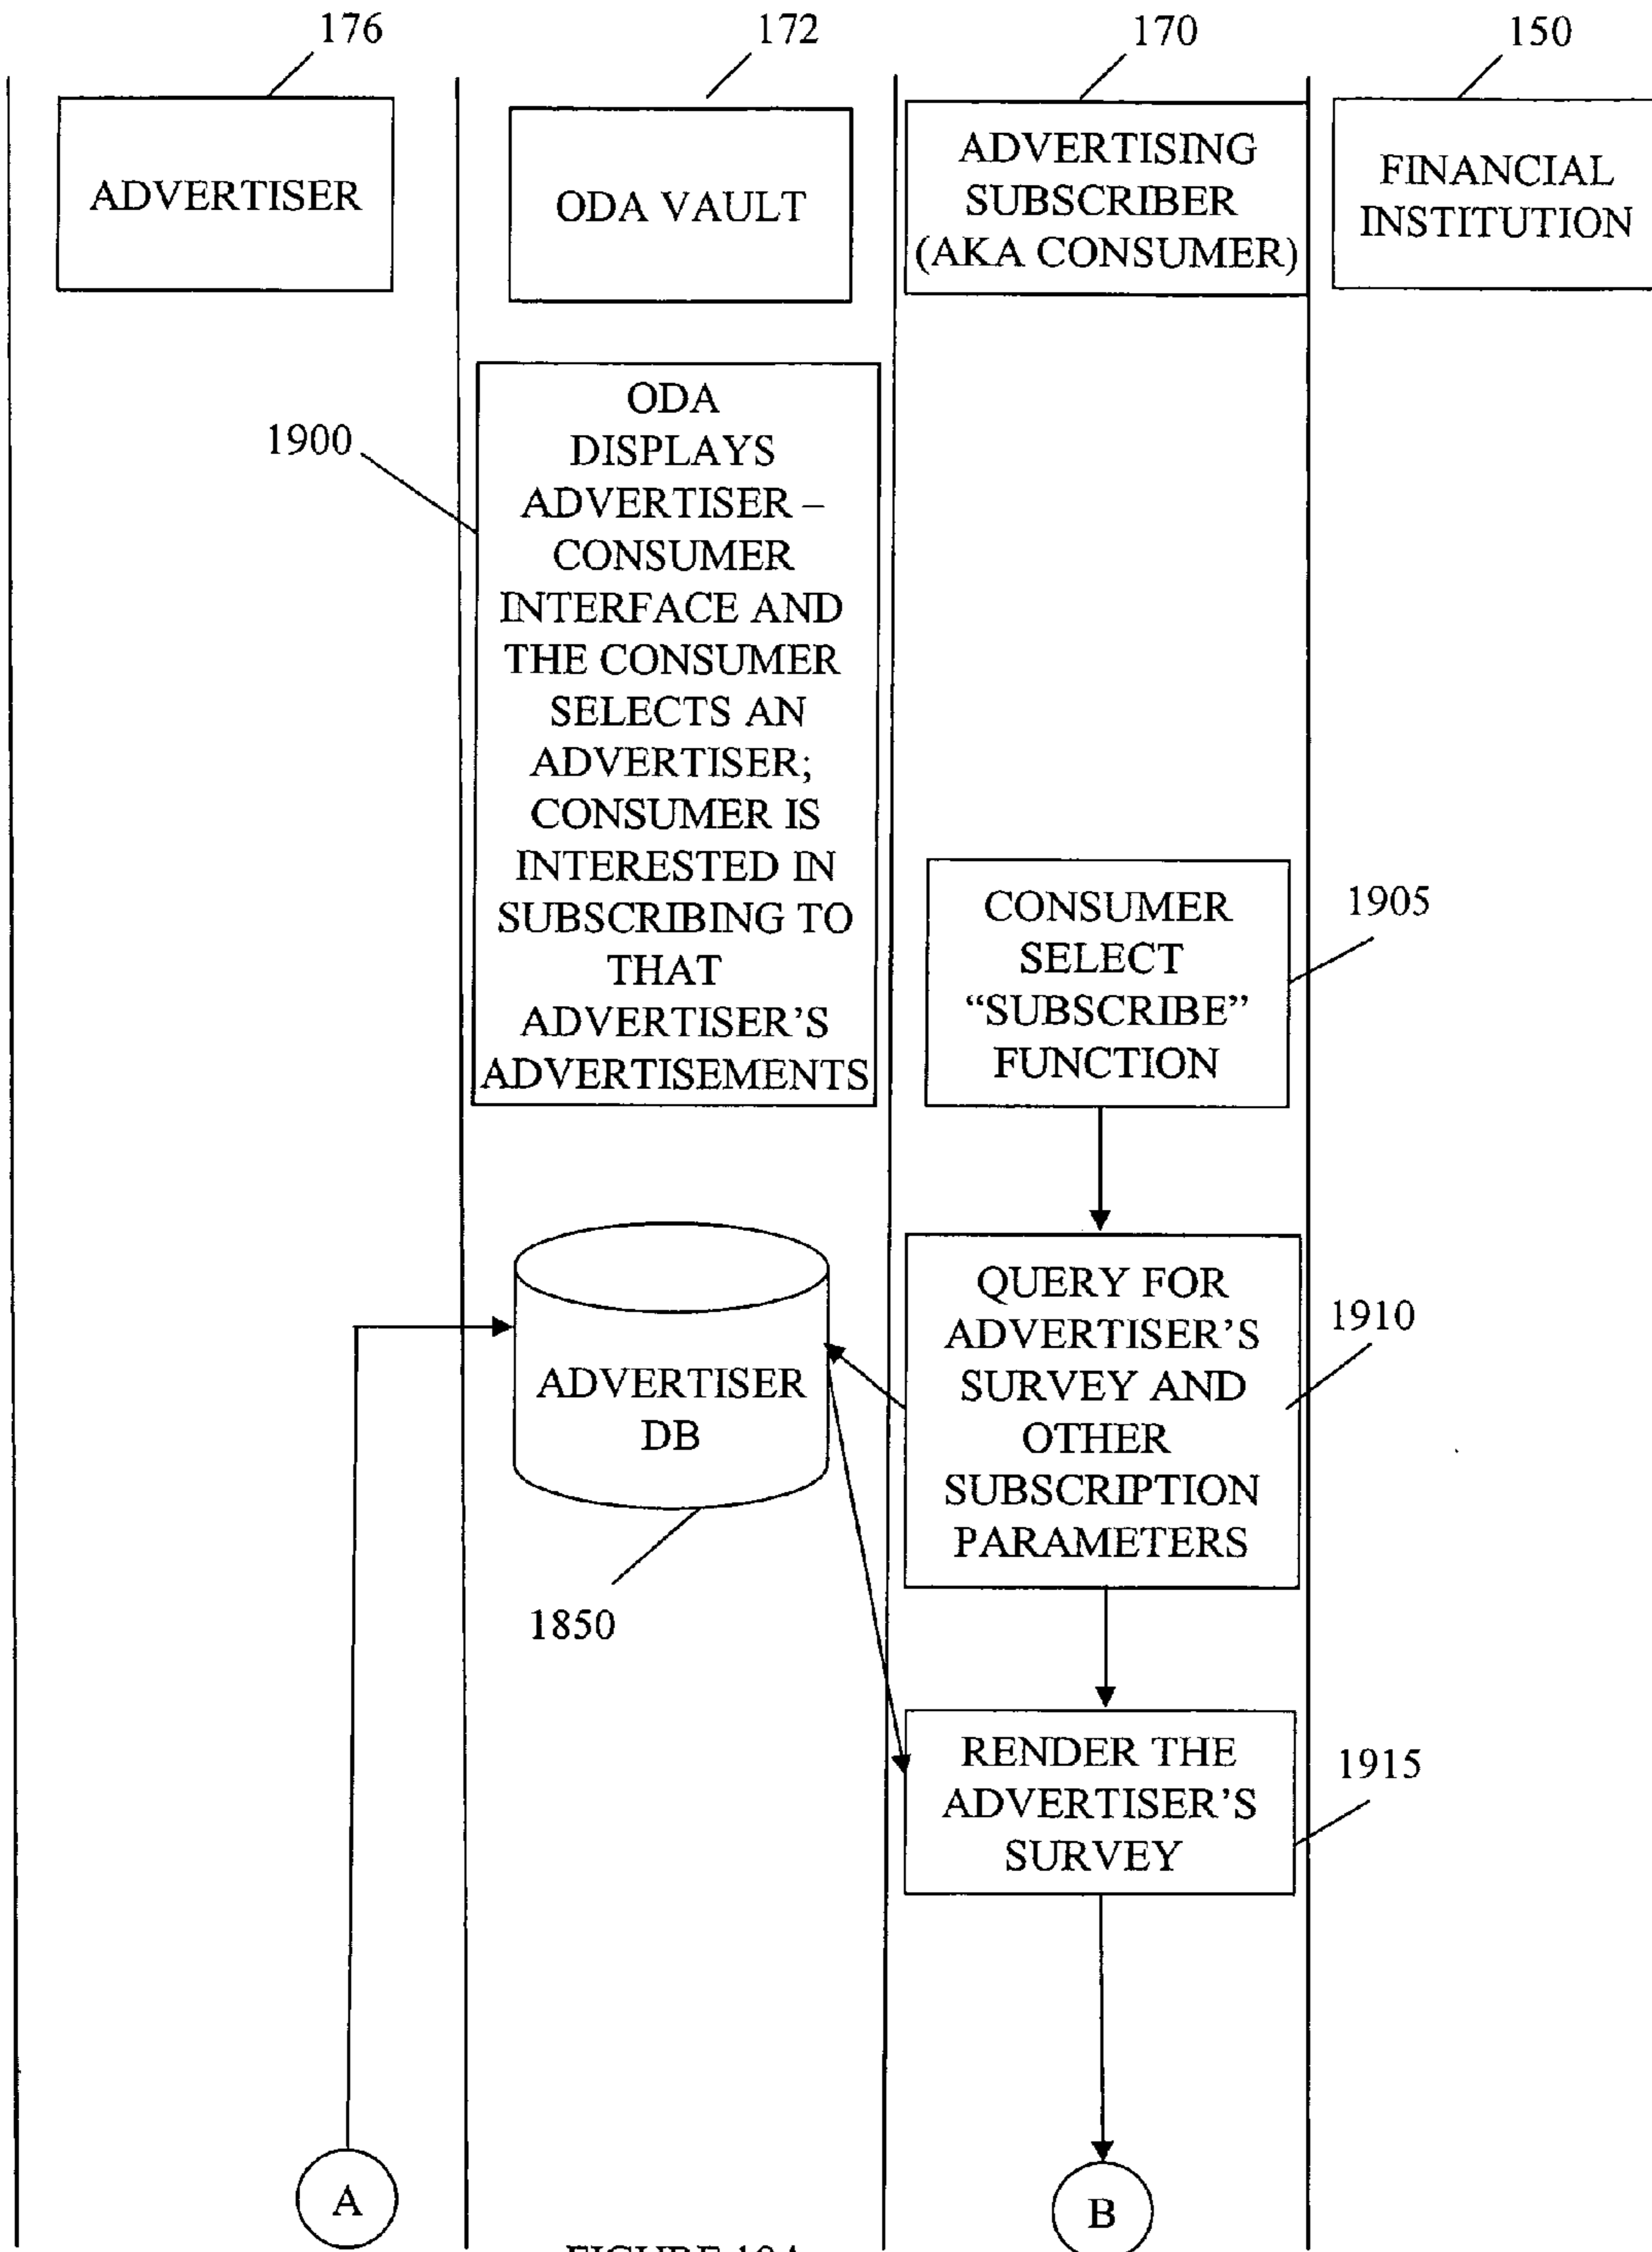 176
172
170
150
ADVERTISER
ODA VAULT
ADVERTISING
SUBSCRIBER
(AKA CONSUMER)
FINANCIAL
INSTITUTION
1900
ODA
DISPLAYS
ADVERTISER –
CONSUMER
INTERFACE AND
THE CONSUMER
SELECTS AN
ADVERTISER;
CONSUMER IS
INTERESTED IN
SUBSCRIBING TO
THAT
ADVERTISER’S
ADVERTISEMENTS
CONSUMER
SELECT
“SUBSCRIBE”
FUNCTION
1905
ADVERTISER
DB
1850
QUERY FOR
ADVERTISER’S
SURVEY AND
OTHER
SUBSCRIPTION
PARAMETERS
1910
RENDER THE
ADVERTISER’S
SURVEY
1915
A
B
FIGURE 19A